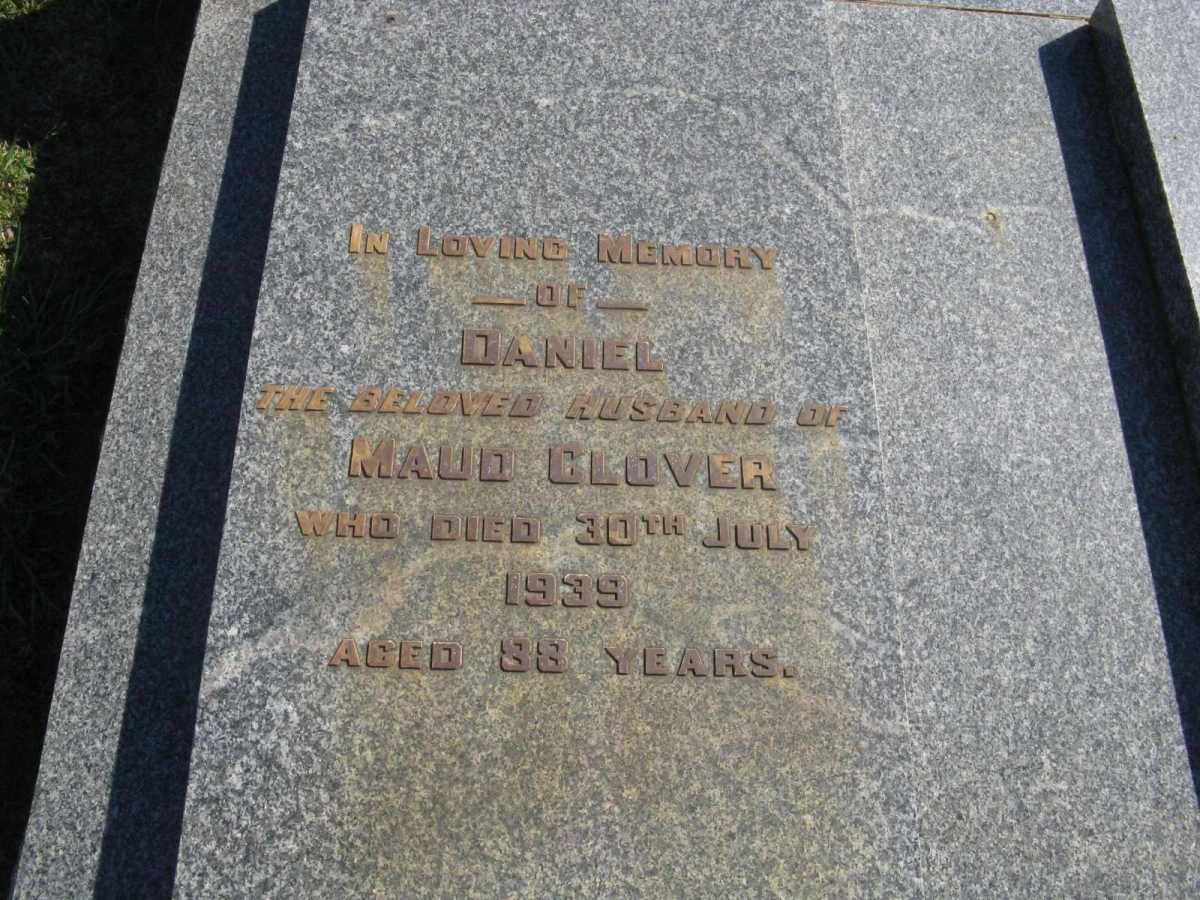 In Loving Memory
— OF —
DANIEL
THE BELOVED HUSBAND OF
MAUD CLOVER
WHO DIED 30TH JULY
1939
AGED 38 YEARS.